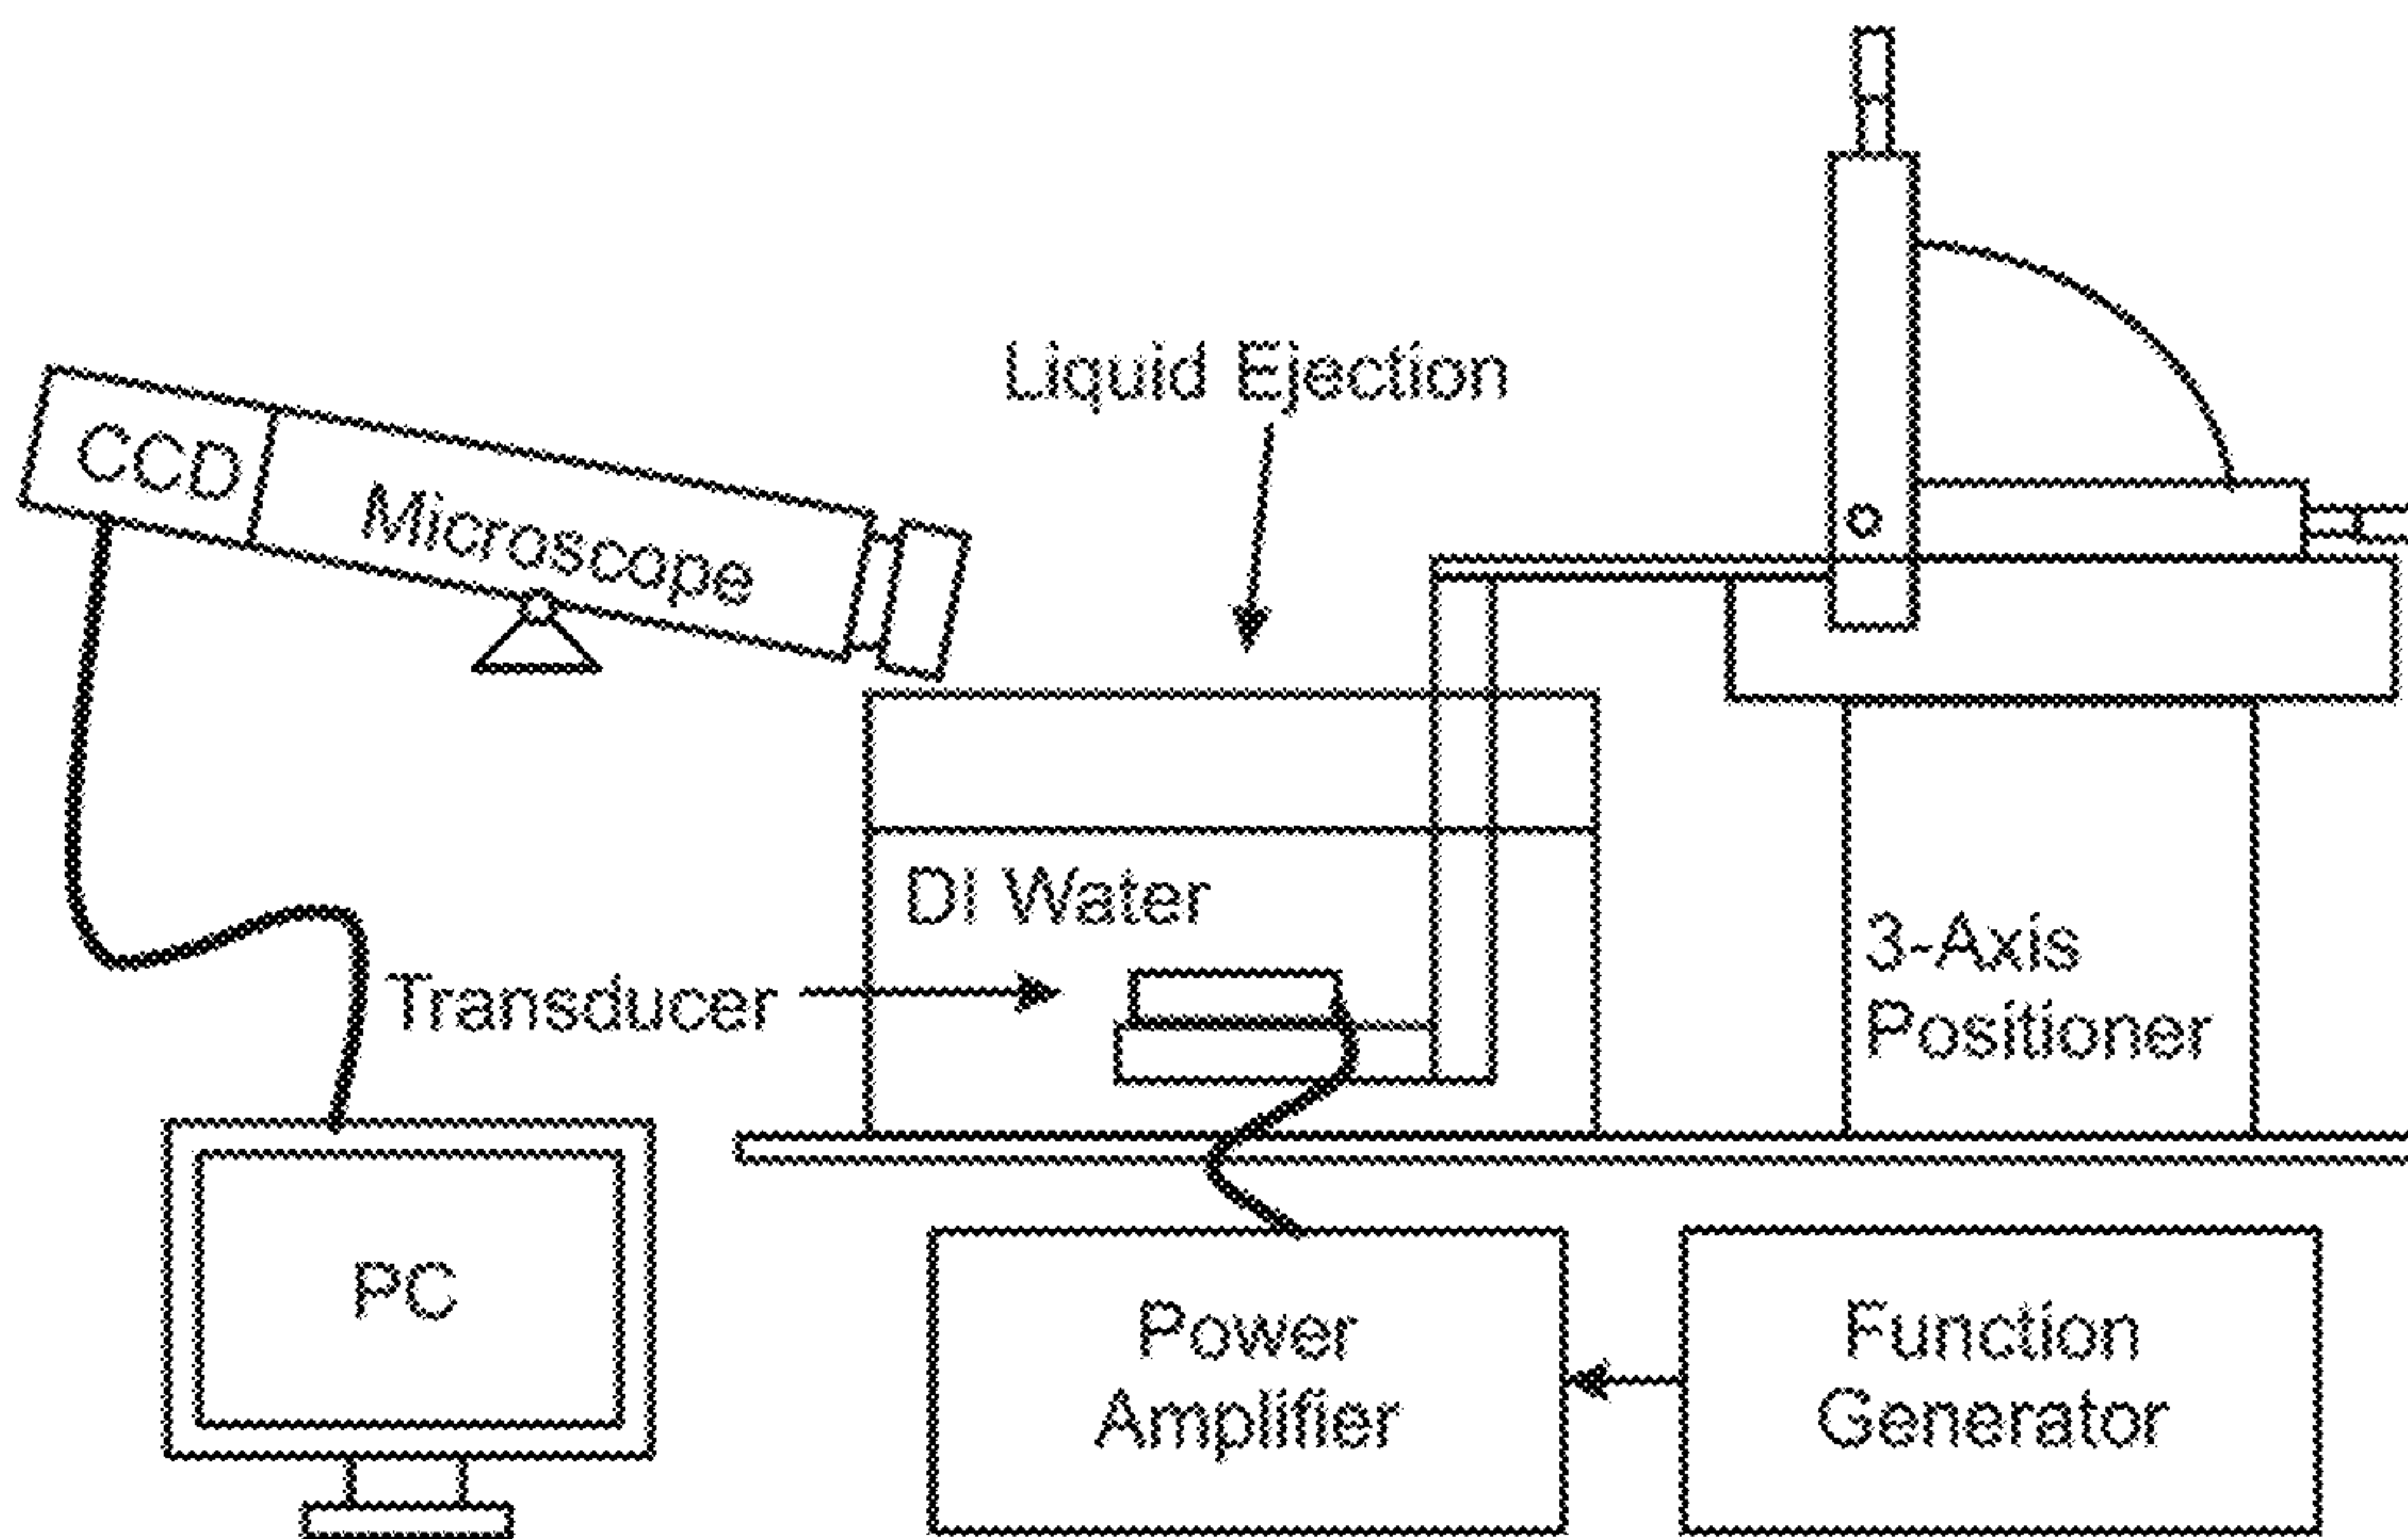 Liquid Ejection
CCD
Microscope
DI Water
Transducer
3-Axis
Positioner
PC
Power
Amplifier
Function
Generator